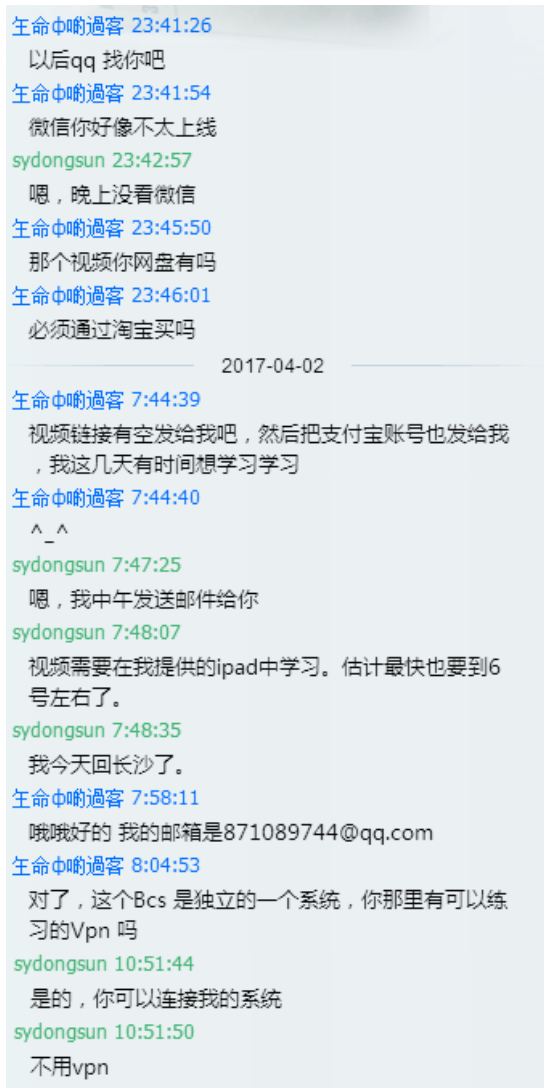 生命中啲過客 23:41:26
以后qq 找你吧
生命中啲過客 23:41:54
微信你好像不太上线
sydongsun 23:42:57
嗯，晚上没看微信
生命中啲過客 23:45:50
那个视频你网盘有吗
生命中啲過客 23:46:01
必须通过淘宝买吗
2017-04-02
生命中啲過客 7:44:39
视频链接有空发给我吧，然后把支付宝账号也发给我
，我这几天有时间想学习学习
生命中啲過客 7:44:40
^_^
sydongsun 7:47:25
嗯，我中午发送邮件给你
sydongsun 7:48:07
视频需要在我提供的ipad中学习。估计最快也要到6
号左右了。
sydongsun 7:48:35
我今天回长沙了。
生命中啲過客 7:58:11
哦哦好的 我的邮箱是871089744@qq.com
生命中啲過客 8:04:53
对了，这个Bcs 是独立的一个系统，你那里有可以练
习的Vpn 吗
sydongsun 10:51:44
是的，你可以连接我的系统
sydongsun 10:51:50
不用vpn